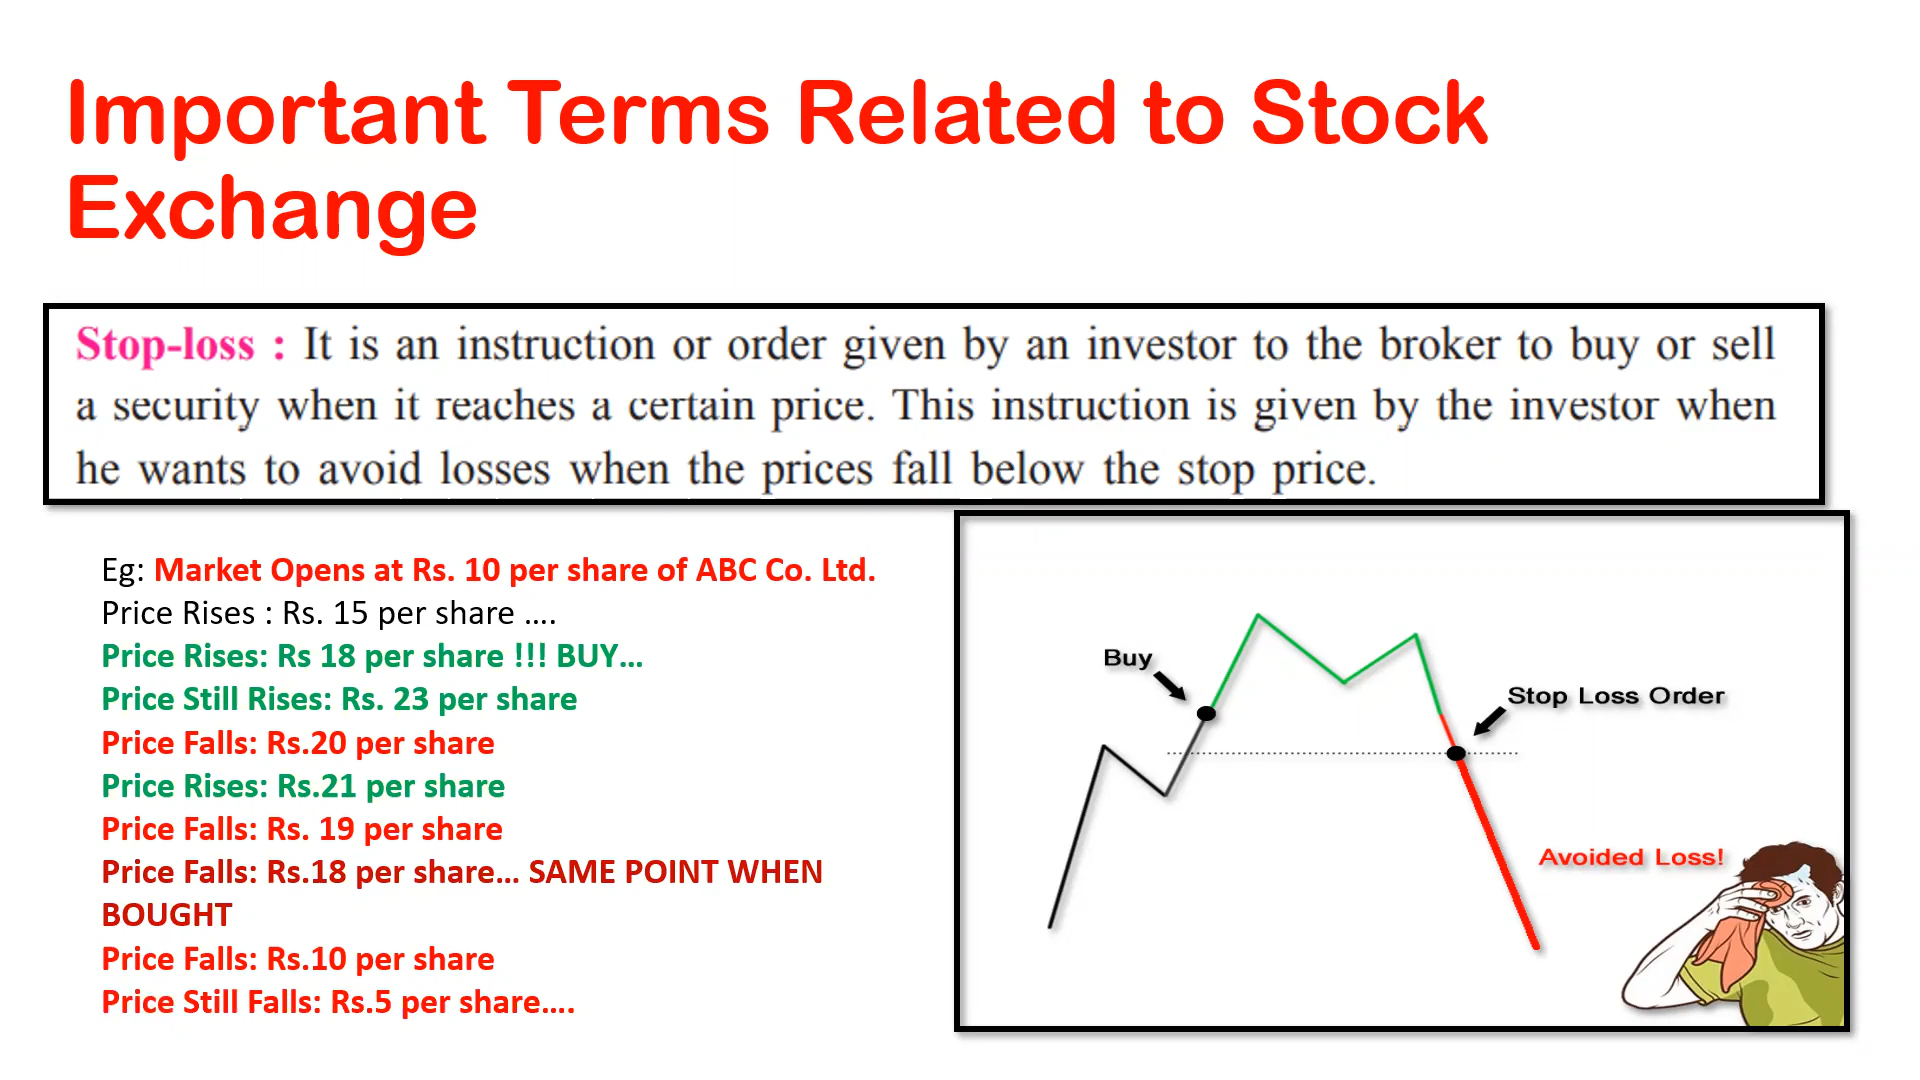 Important Terms Related to Stock
Exchange
Stop-loss : It is an instruction or order given by an investor to the broker to buy or sell
a security when it reaches a certain price. This instruction is given by the investor when
he wants to avoid losses when the prices fall below the stop price.
Eg: Market Opens at Rs. 10 per share of ABC Co. Ltd.
Price Rises : Rs. 15 per share ....
Price Rises: Rs 18 per share !!! BUY...
Price Still Rises: Rs. 23 per share
Price Falls: Rs.20 per share
Price Rises: Rs.21 per share
Price Falls: Rs. 19 per share
Price Falls: Rs.18 per share... SAME POINT WHEN
BOUGHT
Price Falls: Rs.10 per share
Price Still Falls: Rs.5 per share....
Buy
Stop Loss Order
Avoided Loss!